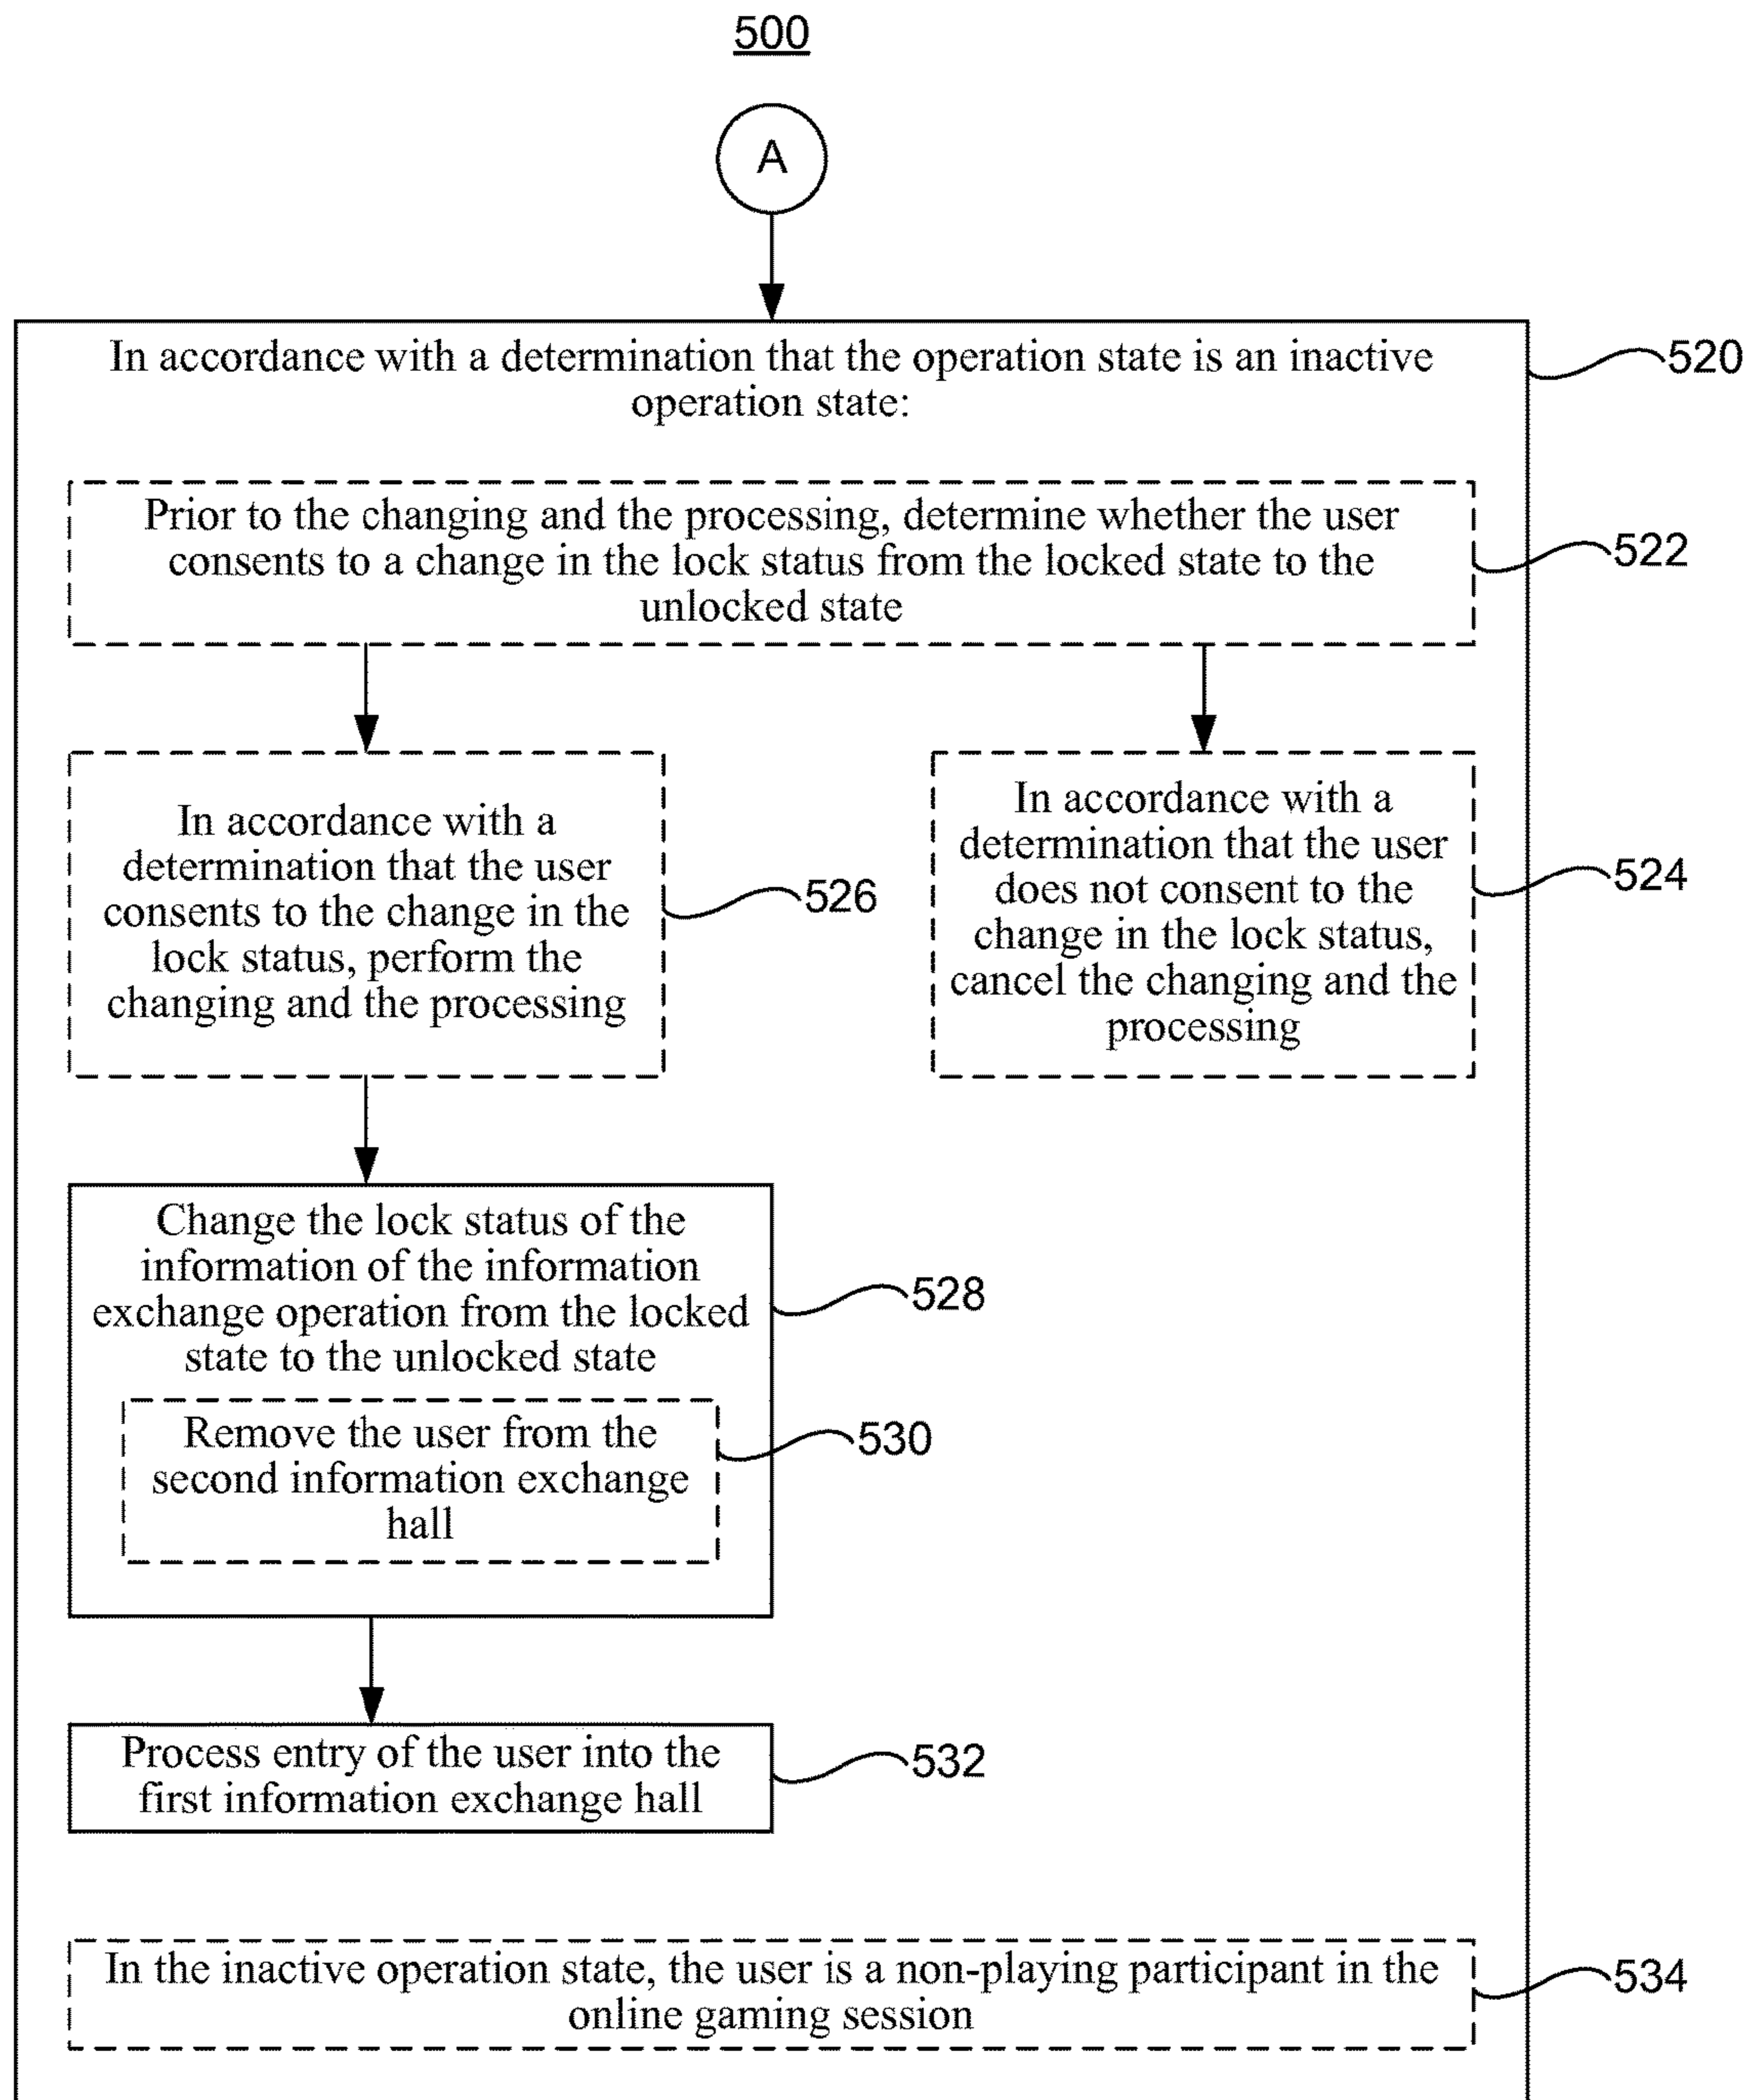 500
A
In accordance with a determination that the operation state is an inactive
operation state:
520
Prior to the changing and the processing, determine whether the user
consents to a change in the lock status from the locked state to the
unlocked state
522
In accordance with a
determination that the user
consents to the change in the
lock status, perform the
changing and the processing
526
In accordance with a
determination that the user
does not consent to the
change in the lock status,
cancel the changing and the
processing
524
Change the lock status of the
information of the information
exchange operation from the locked
state to the unlocked state
528
Remove the user from the
second information exchange
hall
530
Process entry of the user into the
first information exchange hall
532
In the inactive operation state, the user is a non-playing participant in the
online gaming session
534